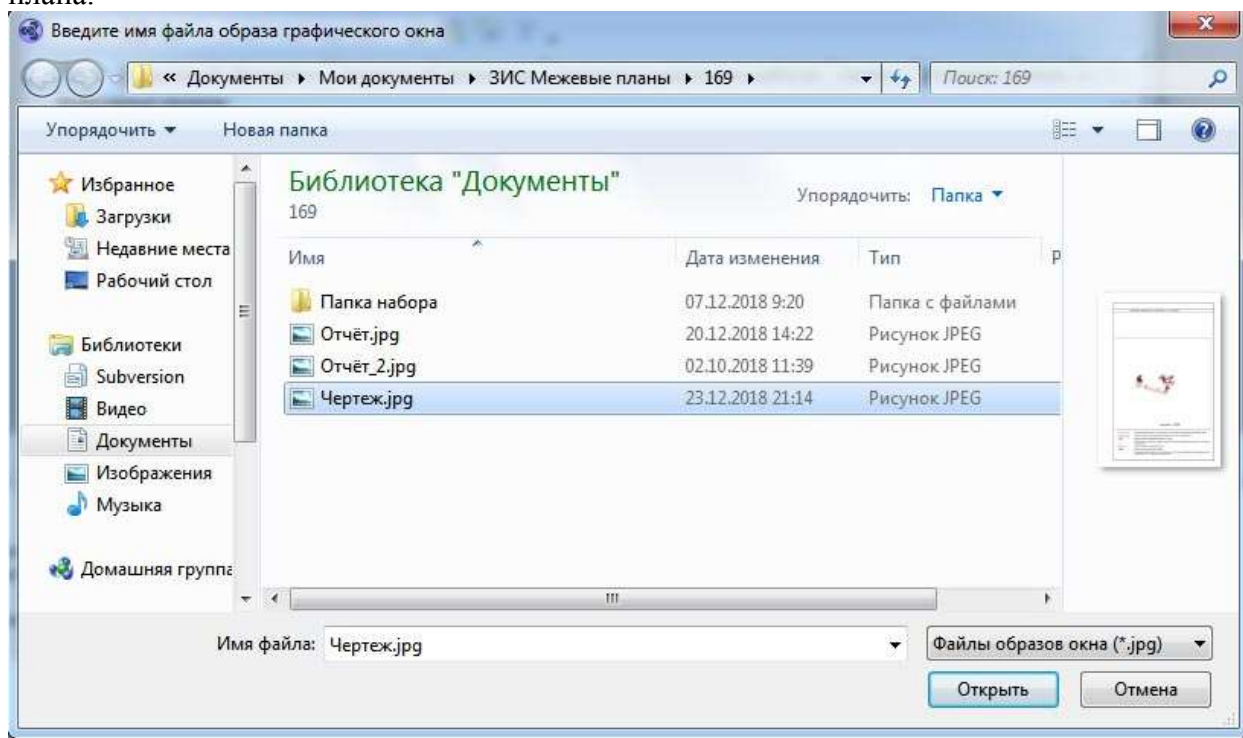 плана.
Введите имя файла образа графического окна
« Документы ▸ Мои документы ▸ ЗИС Межевые планы ▸ 169 ▸
Поиск: 169
Упорядочить Новая папка
Избранное
Загрузки
Недавние места
Рабочий стол
Библиотеки
Subversion
Видео
Документы
Изображения
Музыка
Домашняя группа
Библиотека "Документы"
169
Упорядочить: Папка
Имя Дата изменения Тип Р
Папка набора 07.12.2018 9:20 Папка с файлами
Отчёт.jpg 20.12.2018 14:22 Рисунок JPEG
Отчёт_2.jpg 02.10.2018 11:39 Рисунок JPEG
Чертеж.jpg 23.12.2018 21:14 Рисунок JPEG
Имя файла: Чертеж.jpg
Файлы образов окна (*.jpg)
Открыть Отмена